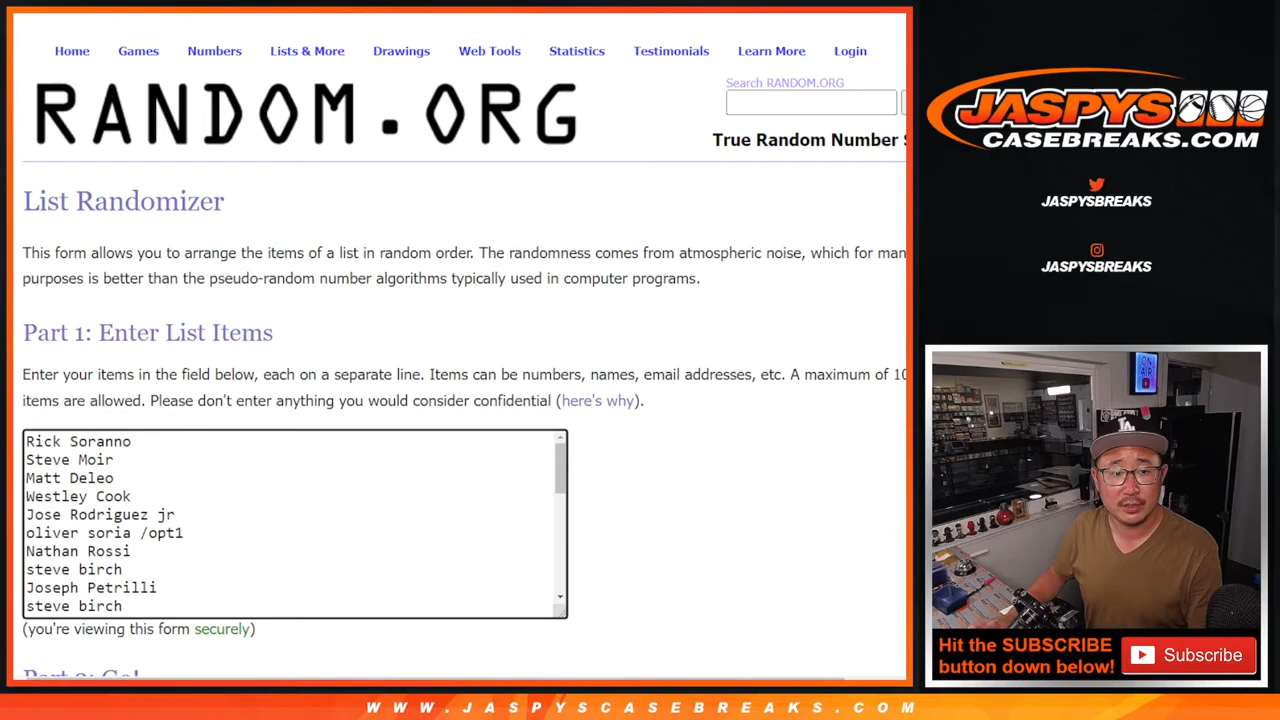 Home Games Numbers Lists & More Drawings Web Tools Statistics Testimonials Learn More Login
RANDOM.ORG
Search RANDOM.ORG
True Random Number S
List Randomizer
This form allows you to arrange the items of a list in random order. The randomness comes from atmospheric noise, which for man
purposes is better than the pseudo-random number algorithms typically used in computer programs.
Part 1: Enter List Items
Enter your items in the field below, each on a separate line. Items can be numbers, names, email addresses, etc. A maximum of 10
items are allowed. Please don't enter anything you would consider confidential (here's why).
Rick Soranno
Steve Moir
Matt Deleo
Westley Cook
Jose Rodriguez jr
oliver soria /opt1
Nathan Rossi
steve birch
Joseph Petrilli
steve birch
(you're viewing this form securely)
Part 2: Go!
JASPYS
CASEBREAKS.COM
JASPYSBREAKS
JASPYSBREAKS
ON
AIR
LA
Hit the SUBSCRIBE
button down below!
Subscribe
WWW.JASPYSCASEBREAKS.COM